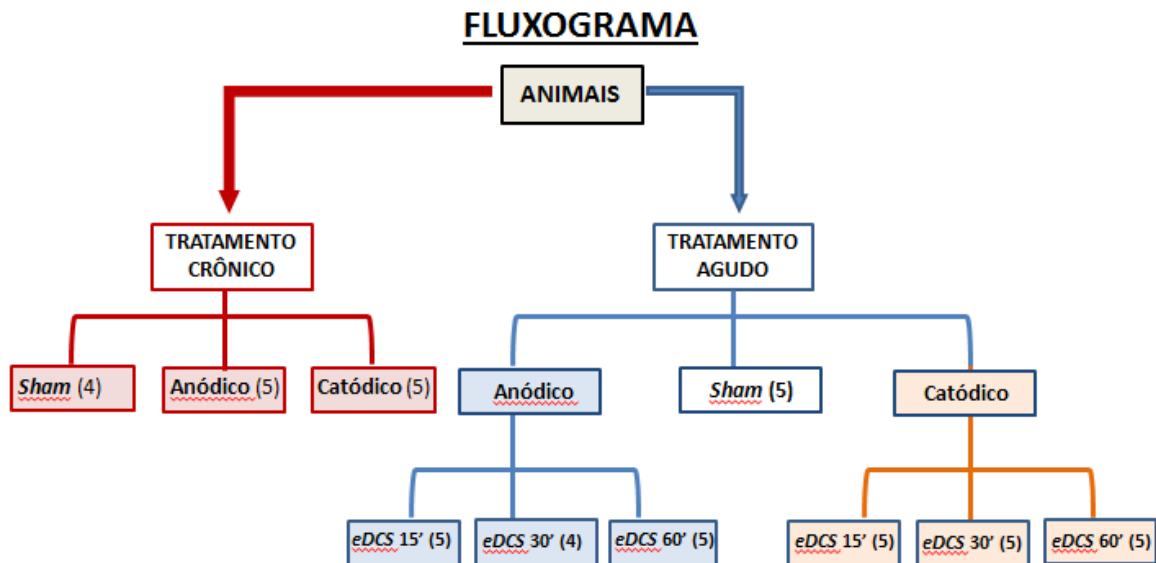 FLUXOGRAMA
ANIMAIS
TRATAMENTO
CRÔNICO
TRATAMENTO
AGUDO
Sham (4)
Anódico (5)
Catódico (5)
Anódico
Sham (5)
Catódico
eDCS 15' (5)
eDCS 30' (4)
eDCS 60' (5)
eDCS 15' (5)
eDCS 30' (5)
eDCS 60' (5)